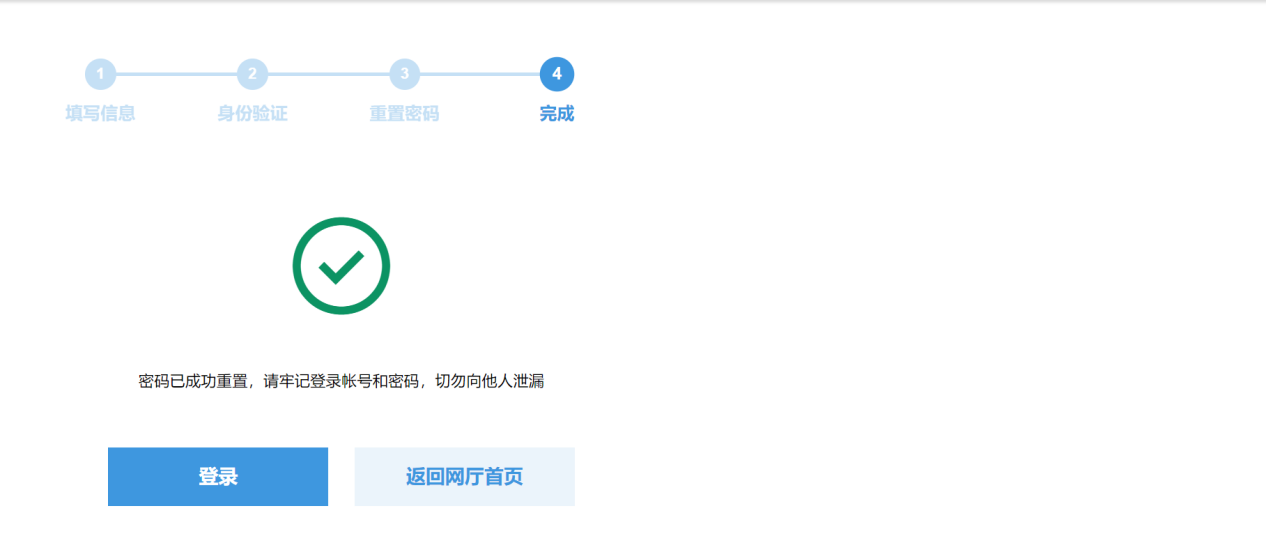 1 2 3 4
填写信息 身份验证 重置密码 完成
密码已成功重置，请牢记登录帐号和密码，切勿向他人泄漏
登录 返回网厅首页